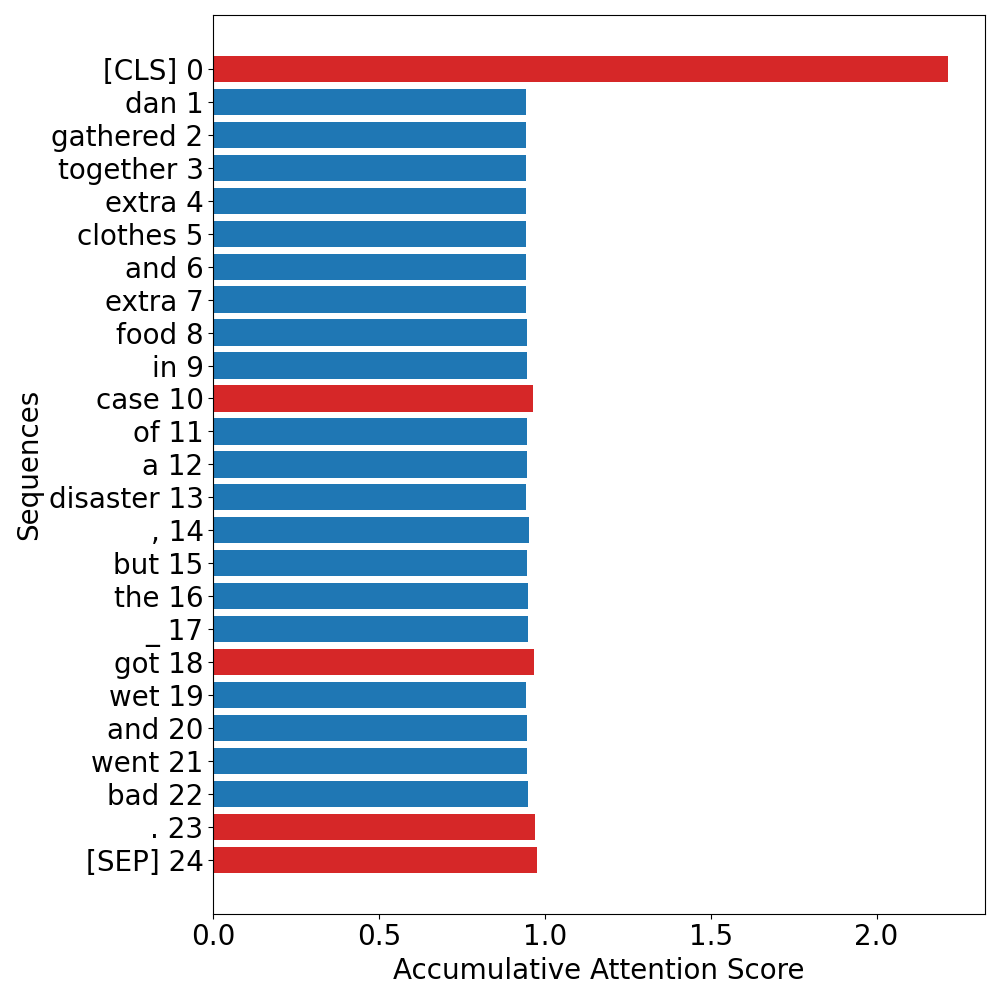 [CLS] 0
dan 1
gathered 2
together 3
extra 4
clothes 5
and 6
extra 7
food 8
in 9
case 10
of 11
a 12
disaster 13
, 14
but 15
the 16
_ 17
got 18
wet 19
and 20
went 21
bad 22
. 23
[SEP] 24
Sequences
0.0 0.5 1.0 1.5 2.0
Accumulative Attention Score